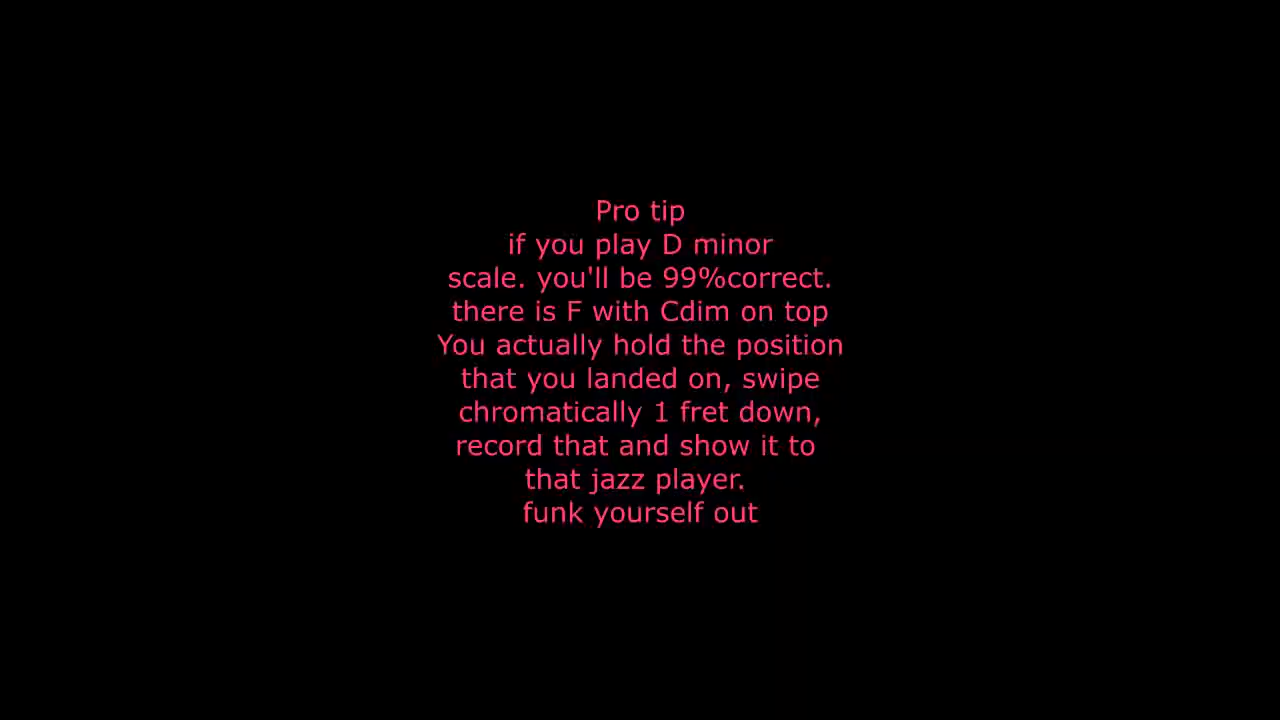 Pro tip
if you play D minor
scale. you'll be 99%correct.
there is F with Cdim on top
You actually hold the position
that you landed on, swipe
chromatically 1 fret down,
record that and show it to
that jazz player.
funk yourself out